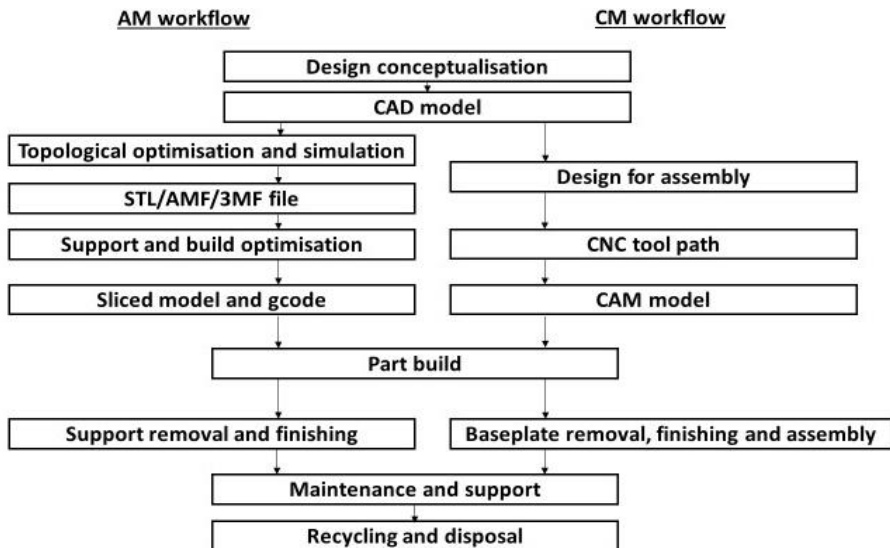 AM workflow
CM workflow
Design conceptualisation
CAD model
Topological optimisation and simulation
Design for assembly
STL/AMF/3MF file
Support and build optimisation
CNC tool path
Sliced model and gcode
CAM model
Part build
Support removal and finishing
Baseplate removal, finishing and assembly
Maintenance and support
Recycling and disposal